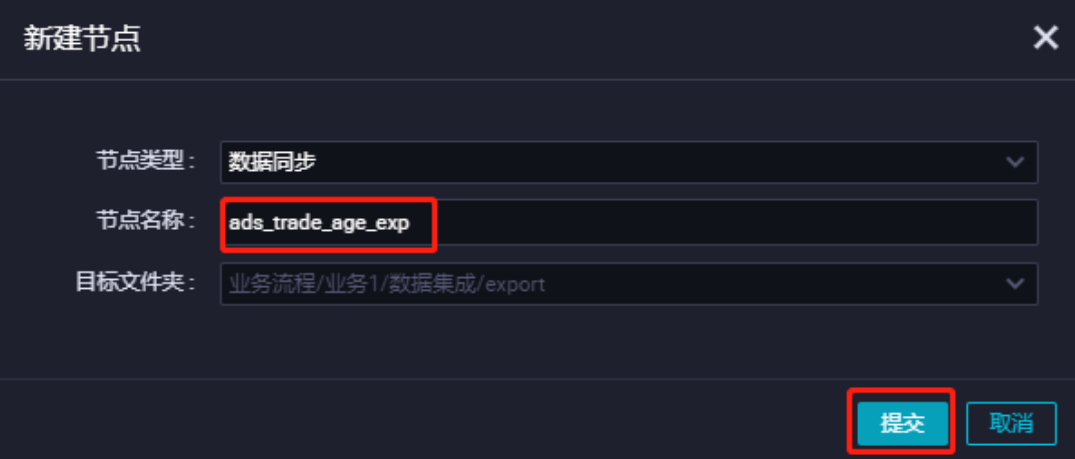 新建节点
节点类型: 数据同步
节点名称: ads_trade_age_exp
目标文件夹: 业务流程/业务1/数据集成/export
提交 取消